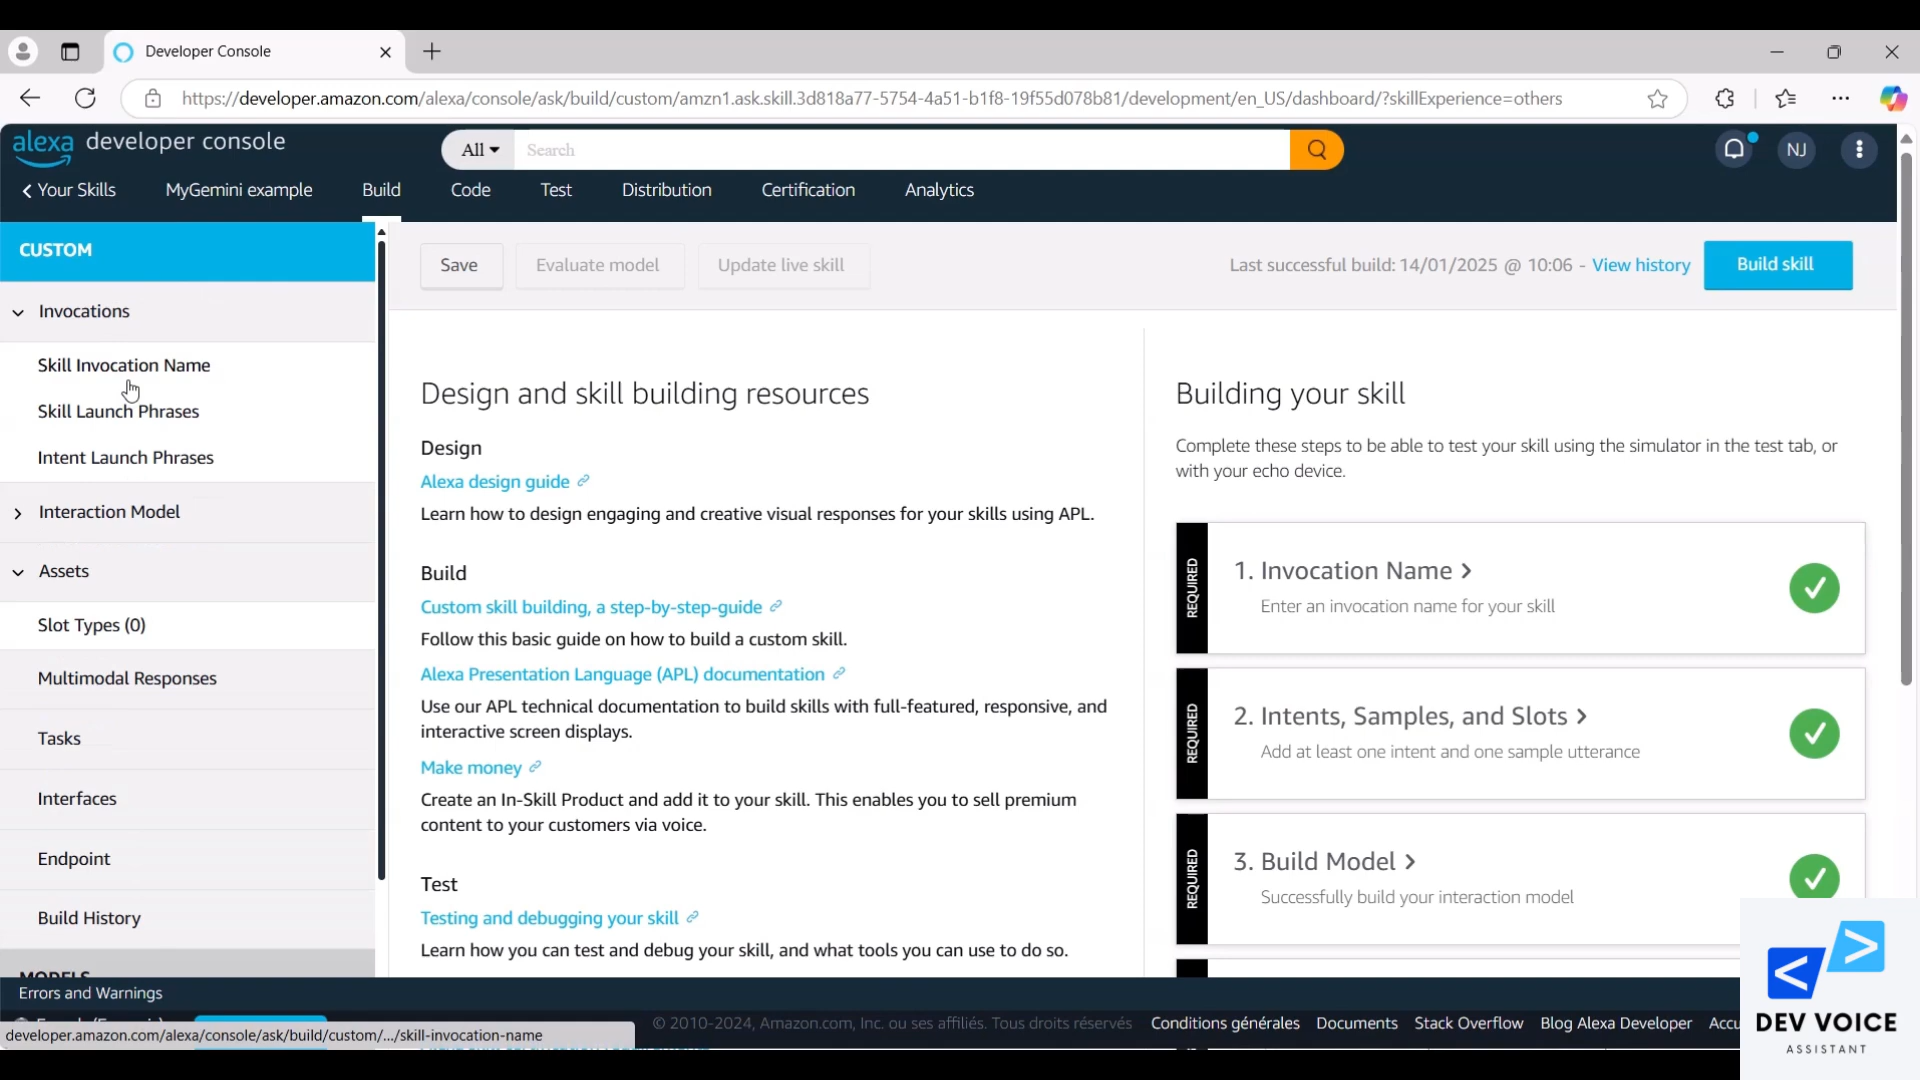 Developer Console
https://developer.amazon.com/alexa/console/ask/build/custom/amzn1.ask.skill.3d818a77-5754-4a51-b1f8-19f55d078b81/development/en_US/dashboard/?skillExperience=others
alexa developer console
All
Search
NJ
Your Skills
MyGemini example
Build
Code
Test
Distribution
Certification
Analytics
CUSTOM
Invocations
Skill Invocation Name
Skill Launch Phrases
Intent Launch Phrases
Interaction Model
Assets
Slot Types (0)
Multimodal Responses
Tasks
Interfaces
Endpoint
Build History
MODELS
Save
Evaluate model
Update live skill
Last successful build: 14/01/2025 @ 10:06 - View history
Build skill
Design and skill building resources
Design
Alexa design guide
Learn how to design engaging and creative visual responses for your skills using APL.
Build
Custom skill building, a step-by-step-guide
Follow this basic guide on how to build a custom skill.
Alexa Presentation Language (APL) documentation
Use our APL technical documentation to build skills with full-featured, responsive, and
interactive screen displays.
Make money
Create an In-Skill Product and add it to your skill. This enables you to sell premium
content to your customers via voice.
Test
Testing and debugging your skill
Learn how you can test and debug your skill, and what tools you can use to do so.
Building your skill
Complete these steps to be able to test your skill using the simulator in the test tab, or
with your echo device.
REQUIRED
1. Invocation Name
Enter an invocation name for your skill
REQUIRED
2. Intents, Samples, and Slots
Add at least one intent and one sample utterance
REQUIRED
3. Build Model
Successfully build your interaction model
Errors and Warnings
developer.amazon.com/alexa/console/ask/build/custom/.../skill-invocation-name
© 2010-2024, Amazon.com, Inc. ou ses affiliés. Tous droits réservés
Conditions générales
Documents
Stack Overflow
Blog Alexa Developer
Accu
DEV VOICE
ASSISTANT